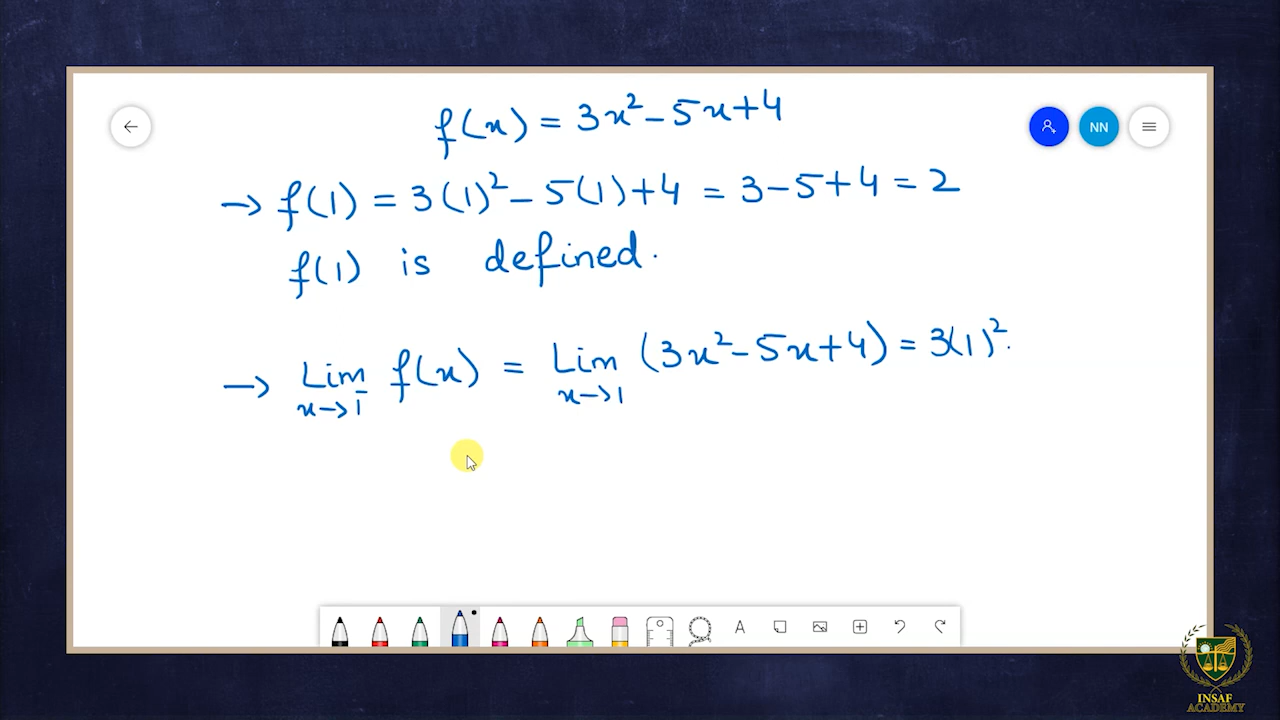 f(x) = 3x² - 5x + 4
NN
→ f(1) = 3(1)² - 5(1) + 4 = 3 - 5 + 4 = 2
f(1) is defined.
→ Lim x→1 f(x) = Lim x→1 (3x² - 5x + 4) = 3(1)²
A
INSAF
ACADEMY